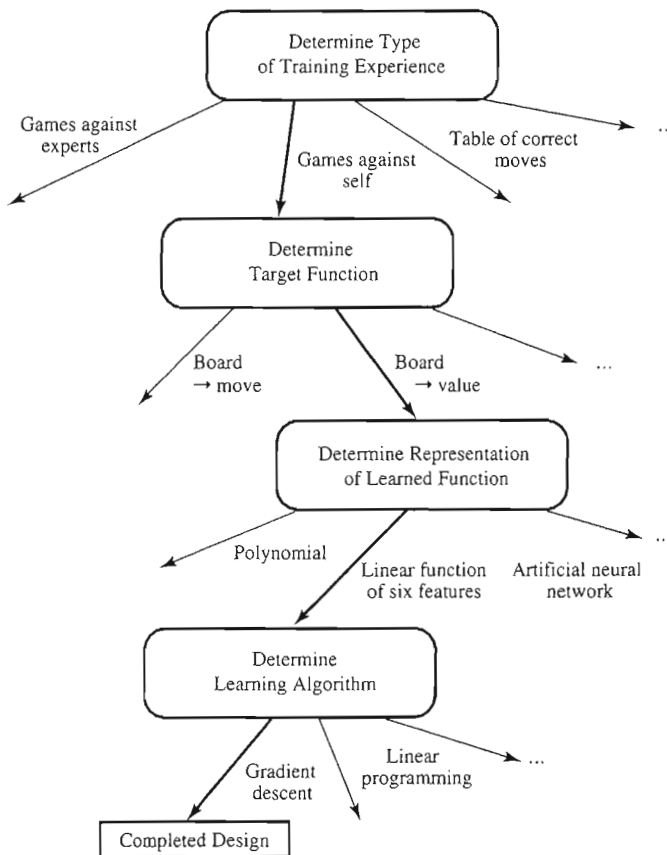 Determine Type
of Training Experience
Games against
experts
Games against
self
Table of correct
moves
...
Determine
Target Function
Board
→ move
Board
→ value
...
Determine Representation
of Learned Function
Polynomial
Linear function
of six features
Artificial neural
network
...
Determine
Learning Algorithm
Gradient
descent
Linear
programming
...
Completed Design